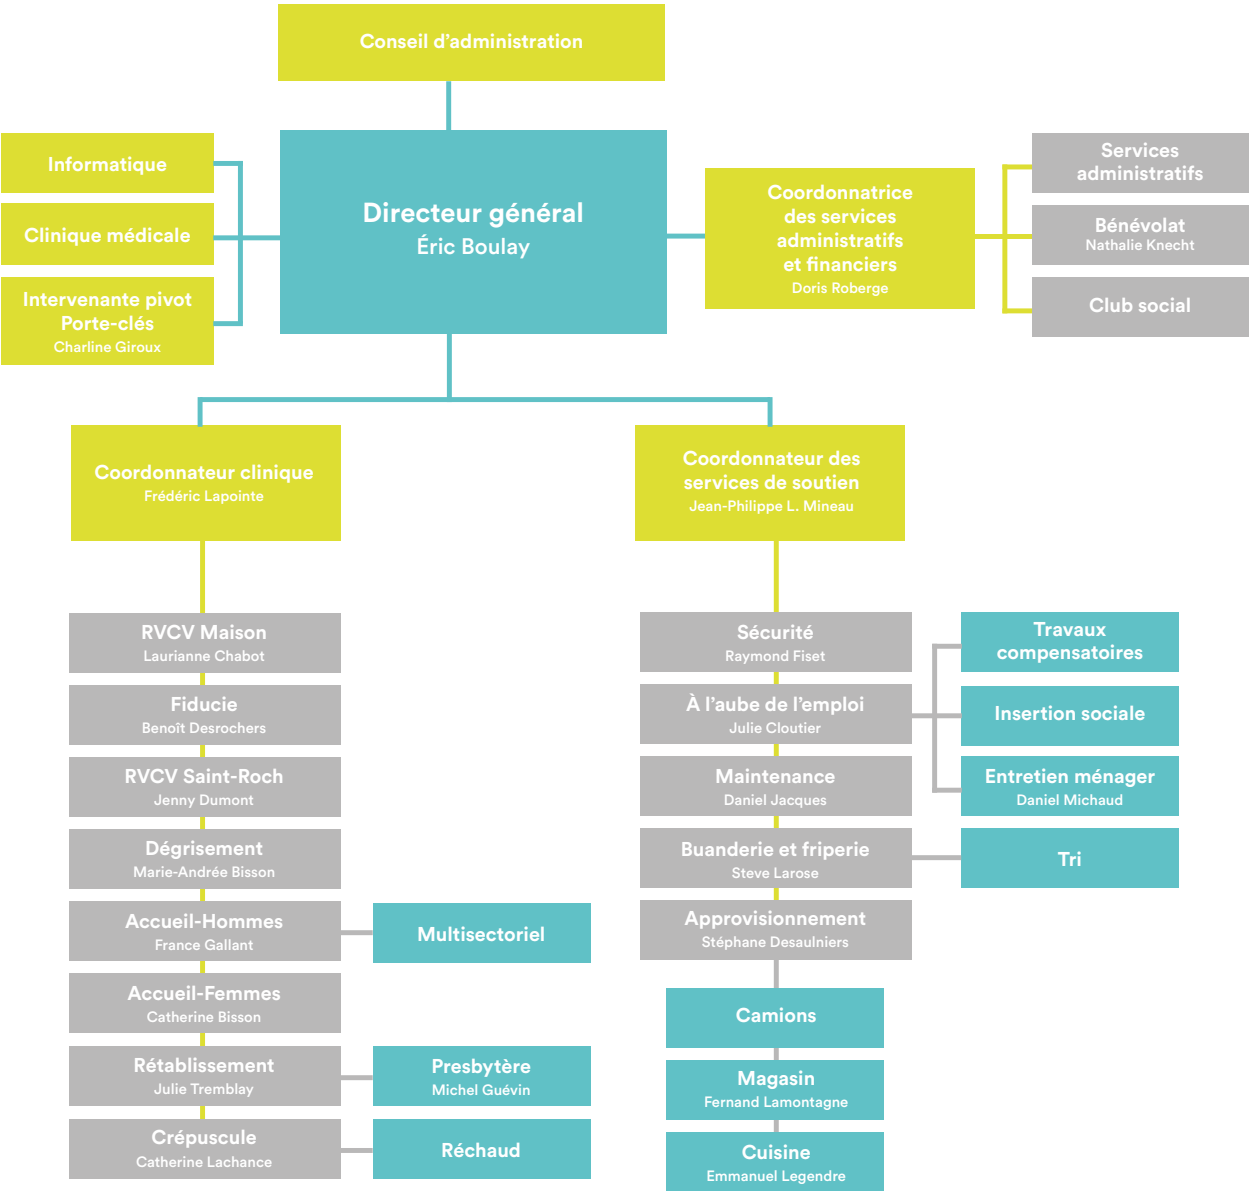 Conseil d'administration
Directeur général
Éric Boulay
Informatique
Clinique médicale
Intervenante pivot
Porte-clés
Charline Giroux
Coordonnatrice
des services
administratifs
et financiers
Doris Roberge
Services
administratifs
Bénévolat
Nathalie Knecht
Club social
Coordonnateur clinique
Frédéric Lapointe
RVCV Maison
Laurianne Chabot
Fiducie
Benoît Desrochers
RVCV Saint-Roch
Jenny Dumont
Dégrisement
Marie-Andrée Bisson
Accueil-Hommes
France Gallant
Multisectoriel
Accueil-Femmes
Catherine Bisson
Rétablissement
Julie Tremblay
Presbytère
Michel Guévin
Crépuscule
Catherine Lachance
Réchaud
Coordonnateur des
services de soutien
Jean-Philippe L. Mineau
Sécurité
Raymond Fiset
À l'aube de l'emploi
Julie Cloutier
Travaux
compensatoires
Insertion sociale
Entretien ménager
Daniel Michaud
Maintenance
Daniel Jacques
Buanderie et friperie
Steve Larose
Tri
Approvisionnement
Stéphane Desaulniers
Camions
Magasin
Fernand Lamontagne
Cuisine
Emmanuel Legendre